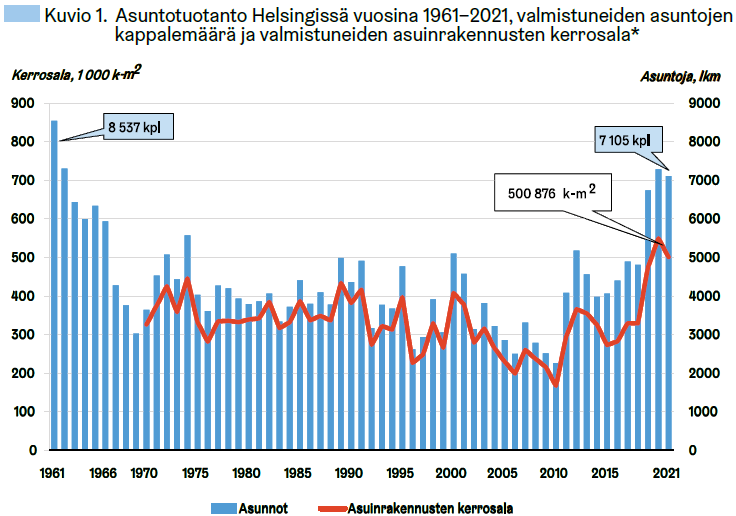 Kuvio 1. Asuntotuotanto Helsingissä vuosina 1961–2021, valmistuneiden asuntojen
kappalemäärä ja valmistuneiden asuinrakennusten kerrosala*
Kerrosala, 1 000 k-m² Asuntoja, lkm
900 9000
8 537 kpl
800 8000
7 105 kpl
700 7000
500 876 k-m²
600 6000
500 5000
400 4000
300 3000
200 2000
100 1000
0 0
1961 1966 1970 1975 1980 1985 1990 1995 2000 2005 2010 2015 2021
Asunnot Asuinrakennusten kerrosala